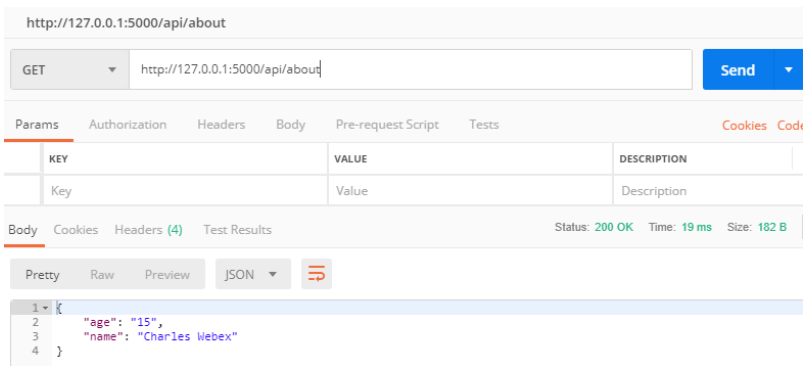 http://127.0.0.1:5000/api/about
GET http://127.0.0.1:5000/api/about Send
Params Authorization Headers Body Pre-request Script Tests Cookies Code
KEY VALUE DESCRIPTION
Key Value Description
Body Cookies Headers (4) Test Results Status: 200 OK Time: 19 ms Size: 182 B
Pretty Raw Preview JSON
1 {
2 "age": "15",
3 "name": "Charles Webex"
4 }